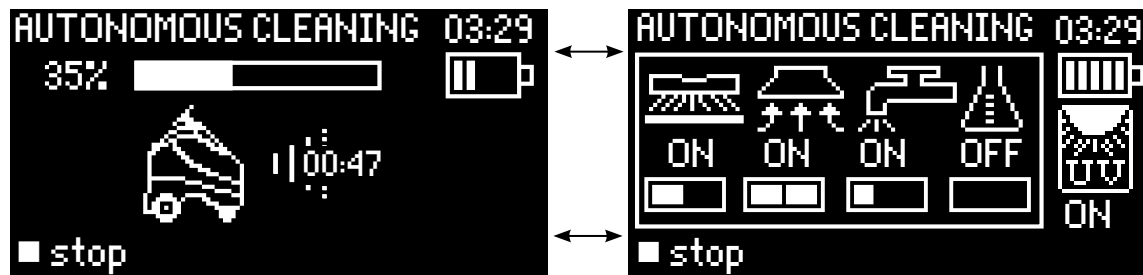 AUTONOMOUS CLEANING 03:29
35%
00:47
stop
AUTONOMOUS CLEANING 03:29
ON ON ON OFF
UV
ON
stop